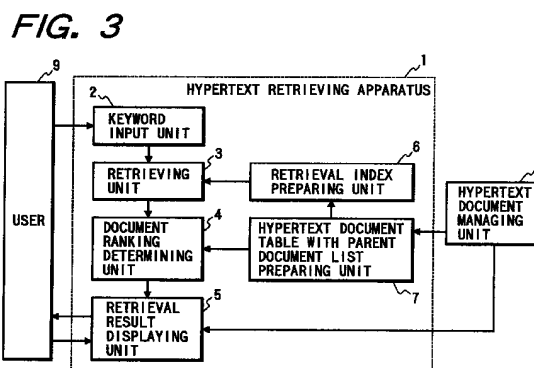 FIG. 3
9
1
HYPERTEXT RETRIEVING APPARATUS
2
KEYWORD
INPUT UNIT
3
RETRIEVING
UNIT
6
RETRIEVAL INDEX
PREPARING UNIT
HYPERTEXT
DOCUMENT
MANAGING
UNIT
USER
4
DOCUMENT
RANKING
DETERMINING
UNIT
HYPERTEXT DOCUMENT
TABLE WITH PARENT
DOCUMENT LIST
PREPARING UNIT
7
5
RETRIEVAL
RESULT
DISPLAYING
UNIT